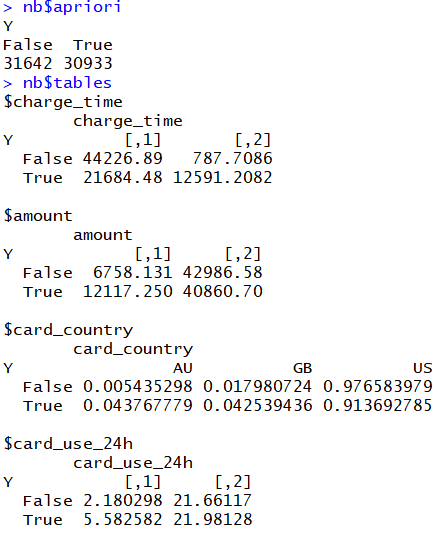 > nb$apriori
Y
False  True
31642 30933
> nb$tables
$charge_time
       charge_time
Y           [,1]       [,2]
  False 44226.89   787.7086
  True  21684.48 12591.2082

$amount
       amount
Y            [,1]     [,2]
  False  6758.131 42986.58
  True  12117.250 40860.70

$card_country
       card_country
Y                AU          GB          US
  False 0.005435298 0.017980724 0.976583979
  True  0.043767779 0.042539436 0.913692785

$card_use_24h
       card_use_24h
Y           [,1]     [,2]
  False 2.180298 21.66117
  True  5.582582 21.98128